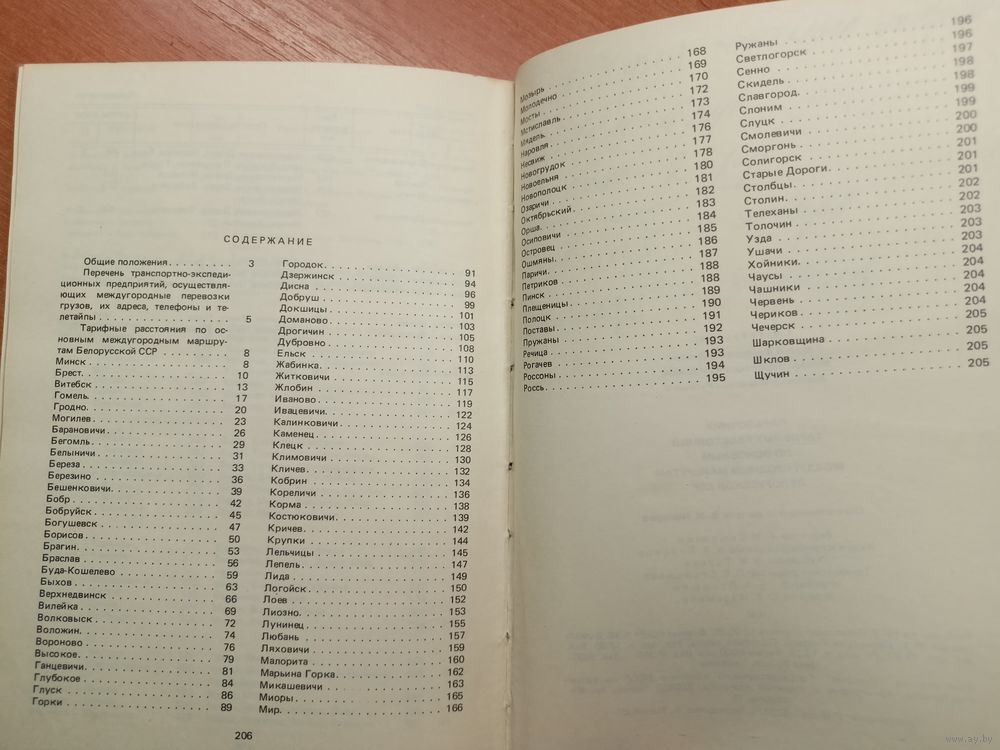 СОДЕРЖАНИЕ
Общие положения 3
Перечень транспортно-экспеди-
ционных предприятий, осуществля-
ющих междугородные перевозки
грузов, их адреса, телефоны и те-
летайпы 5
Тарифные расстояния по ос-
новным междугородным маршру-
там Белорусской ССР 8
Минск 8
Брест 10
Витебск 13
Гомель 17
Гродно 20
Могилев 23
Барановичи 26
Бегомль 29
Белыничи 31
Береза 33
Березино 36
Бешенковичи 39
Бобр 42
Бобруйск 45
Богушевск 47
Борисов 50
Брагин 53
Браслав 56
Буда-Кошелево 59
Быхов 63
Верхнедвинск 66
Вилейка 69
Волковыск 72
Воложин 74
Вороново 76
Высокое 79
Ганцевичи 81
Глубокое 84
Глуск 86
Горки 89
Городок 91
Дзержинск 94
Дисна 96
Добруш 99
Докшицы 101
Доманово 103
Дрогичин 105
Дубровно 108
Ельск 110
Жабинка 113
Житковичи 115
Жлобин 117
Иваново 119
Ивацевичи 122
Калинковичи 124
Каменец 126
Клецк 128
Климовичи 130
Кличев 132
Кобрин 134
Кореличи 136
Корма 138
Костюковичи 139
Кричев 142
Крупки 144
Лельчицы 145
Лепель 147
Лида 149
Логойск 150
Лоев 152
Лиозно 153
Лунинец 155
Любань 157
Ляховичи 159
Малорита 160
Марьина Горка 162
Микашевичи 163
Миоры 165
Мир 166
206
Мозырь 168
Молодечно 169
Мосты 170
Мстиславль 172
Мядель 173
Наровля 174
Несвиж 176
Новогрудок 177
Новоельня 178
Новополоцк 180
Озаричи 181
Октябрьский 182
Орша 183
Осиповичи 184
Островец 185
Ошмяны 186
Паричи 187
Петриков 188
Пинск 188
Плещеницы 189
Полоцк 190
Поставы 191
Пружаны 192
Речица 193
Рогачев 193
Россоны 194
Россь 195
Ружаны 196
Светлогорск 196
Сенно 197
Скидель 198
Славгород 198
Слоним 199
Слуцк 199
Смолевичи 200
Сморгонь 200
Солигорск 201
Старые Дороги 201
Столбцы 201
Столин 202
Телеханы 202
Толочин 203
Узда 203
Ушачи 203
Хойники 204
Чаусы 204
Чашники 204
Червень 204
Чериков 204
Чечерск 205
Шарковщина 205
Шклов 205
Щучин 205
www.ay.by